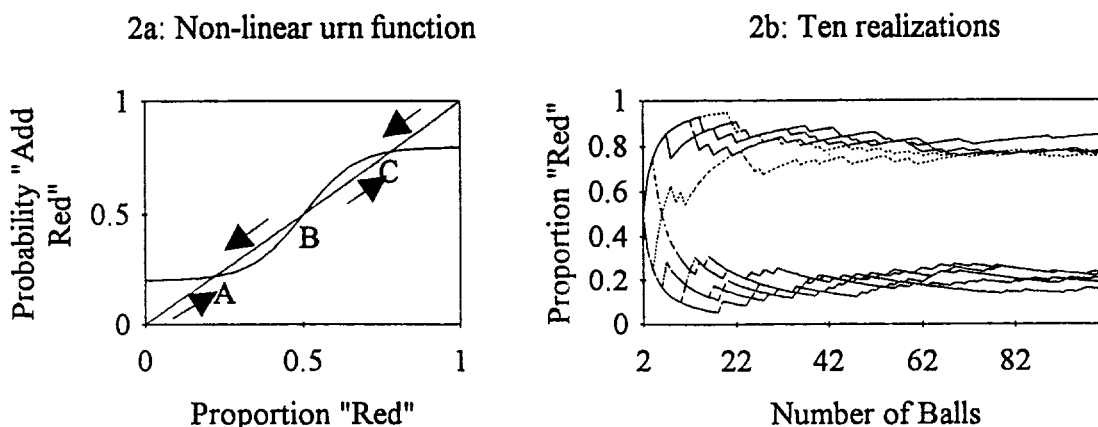 2a: Non-linear urn function
Probability "Add
Red"
1
0.5
0
A
B
C
0
0.5
1
Proportion "Red"
2b: Ten realizations
Proportion "Red"
1
0.8
0.6
0.4
0.2
0
2
22
42
62
82
Number of Balls